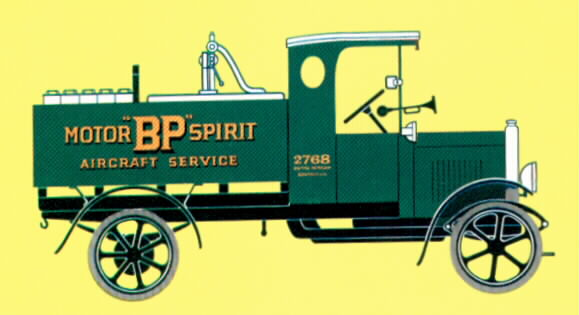 MOTOR "BP" SPIRIT
AIRCRAFT SERVICE
2768